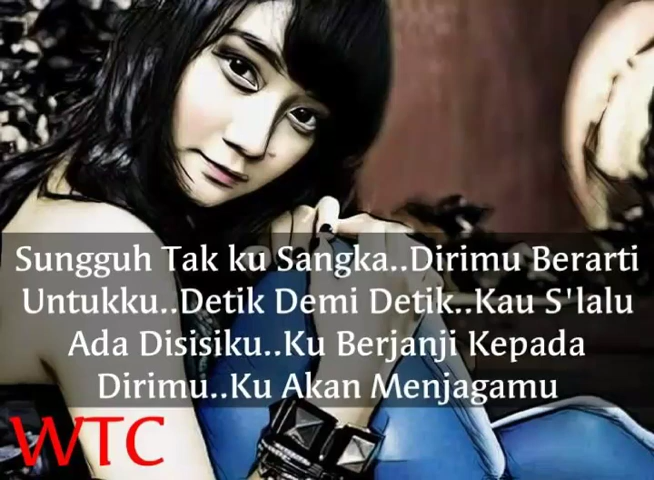 Sungguh Tak ku Sangka..Dirimu Berarti
Untukku..Detik Demi Detik..Kau S'lalu
Ada Disisiku..Ku Berjanji Kepada
Dirimu..Ku Akan Menjagamu
WTC